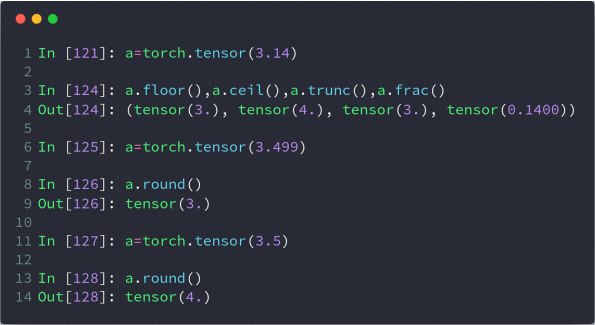 1 In [121]: a=torch.tensor(3.14)
2
3 In [124]: a.floor(),a.ceil(),a.trunc(),a.frac()
4 Out[124]: (tensor(3.), tensor(4.), tensor(3.), tensor(0.1400))
5
6 In [125]: a=torch.tensor(3.499)
7
8 In [126]: a.round()
9 Out[126]: tensor(3.)
10
11 In [127]: a=torch.tensor(3.5)
12
13 In [128]: a.round()
14 Out[128]: tensor(4.)